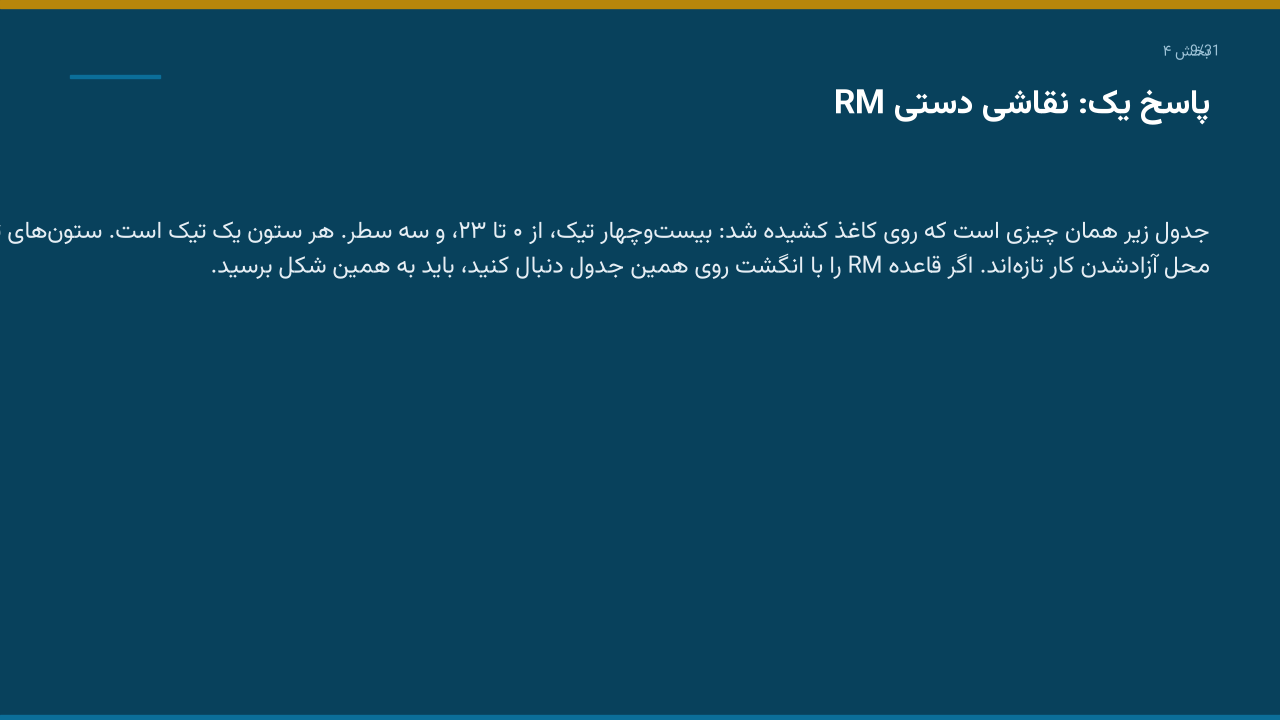 بخش ۴
9/31
پاسخ یک: نقاشی دستی RM
جدول زیر همان چیزی است که روی کاغذ کشیده شد: بیست‌وچهار تیک، از ۰ تا ۲۳، و سه سطر. هر ستون یک تیک است. ستون‌های
محل آزادشدن کار تازه‌اند. اگر قاعده RM را با انگشت روی همین جدول دنبال کنید، باید به همین شکل برسید.